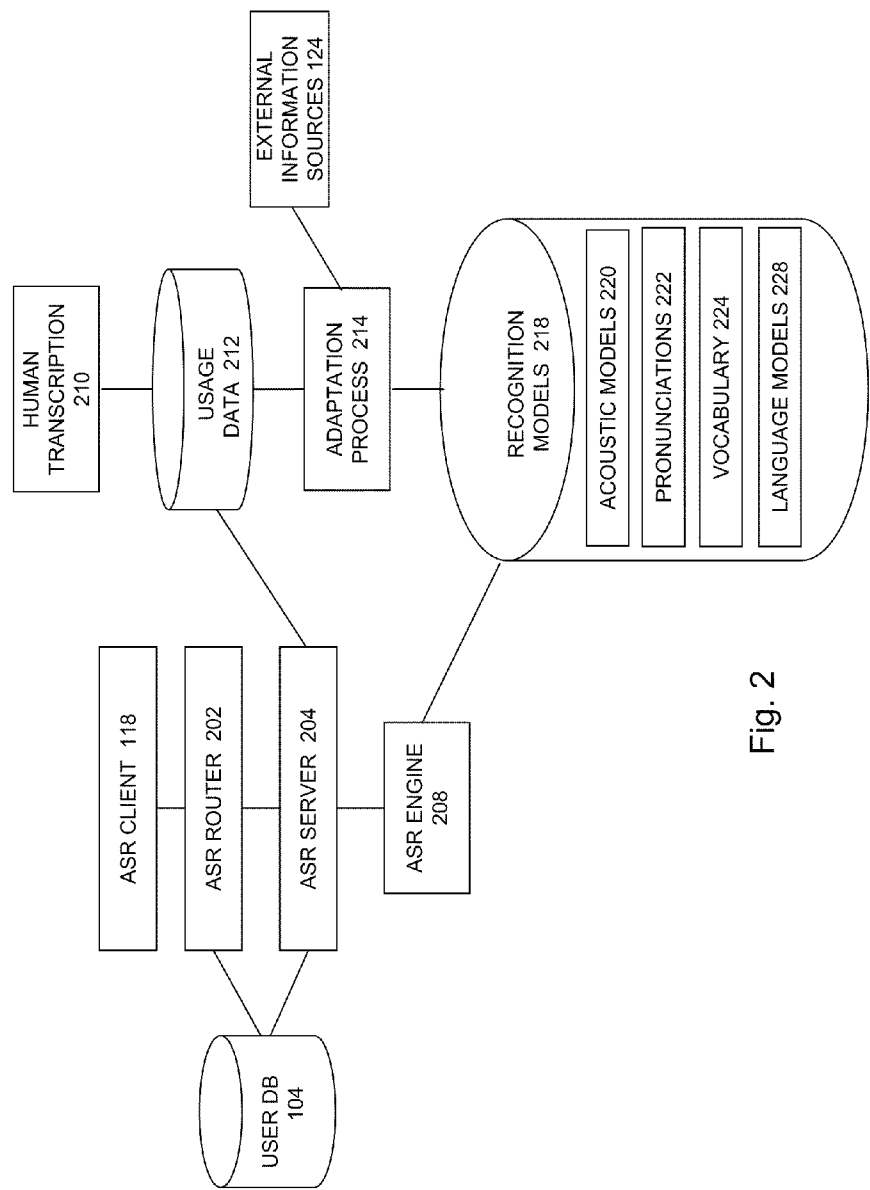 USER DB
104
ASR CLIENT 118
ASR ROUTER 202
ASR SERVER 204
ASR ENGINE
208
HUMAN
TRANSCRIPTION
210
USAGE
DATA 212
ADAPTATION
PROCESS 214
EXTERNAL
INFORMATION
SOURCES 124
RECOGNITION
MODELS 218
ACOUSTIC MODELS 220
PRONUNCIATIONS 222
VOCABULARY 224
LANGUAGE MODELS 228
Fig. 2